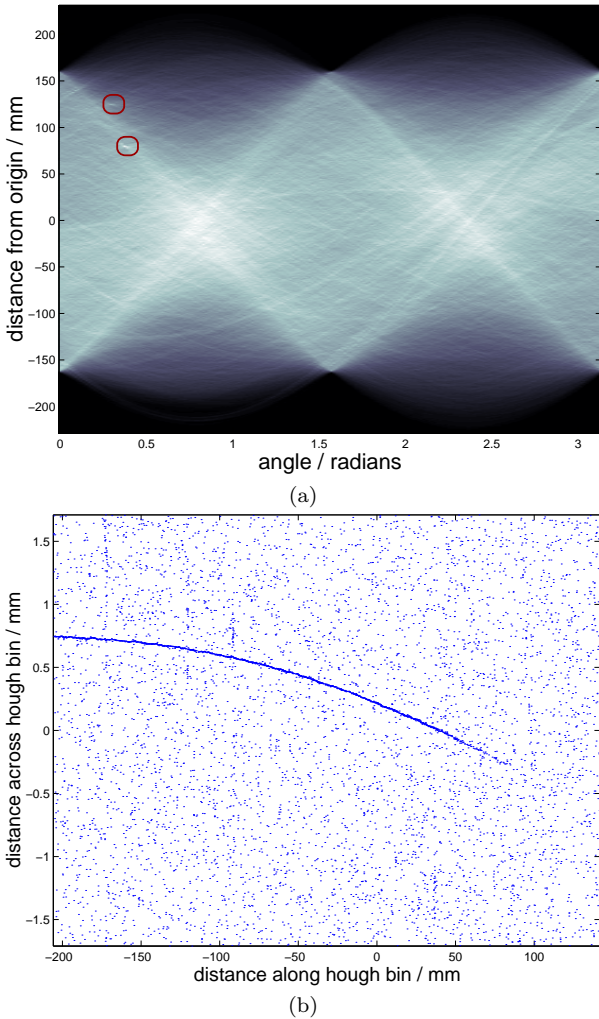 200
150
100
50
0
−50
−100
−150
−200
distance from origin / mm
0 0.5 1 1.5 2 2.5 3
angle / radians
(a)
1.5
1
0.5
0
−0.5
−1
−1.5
distance across hough bin / mm
−200 −150 −100 −50 0 50 100
distance along hough bin / mm
(b)